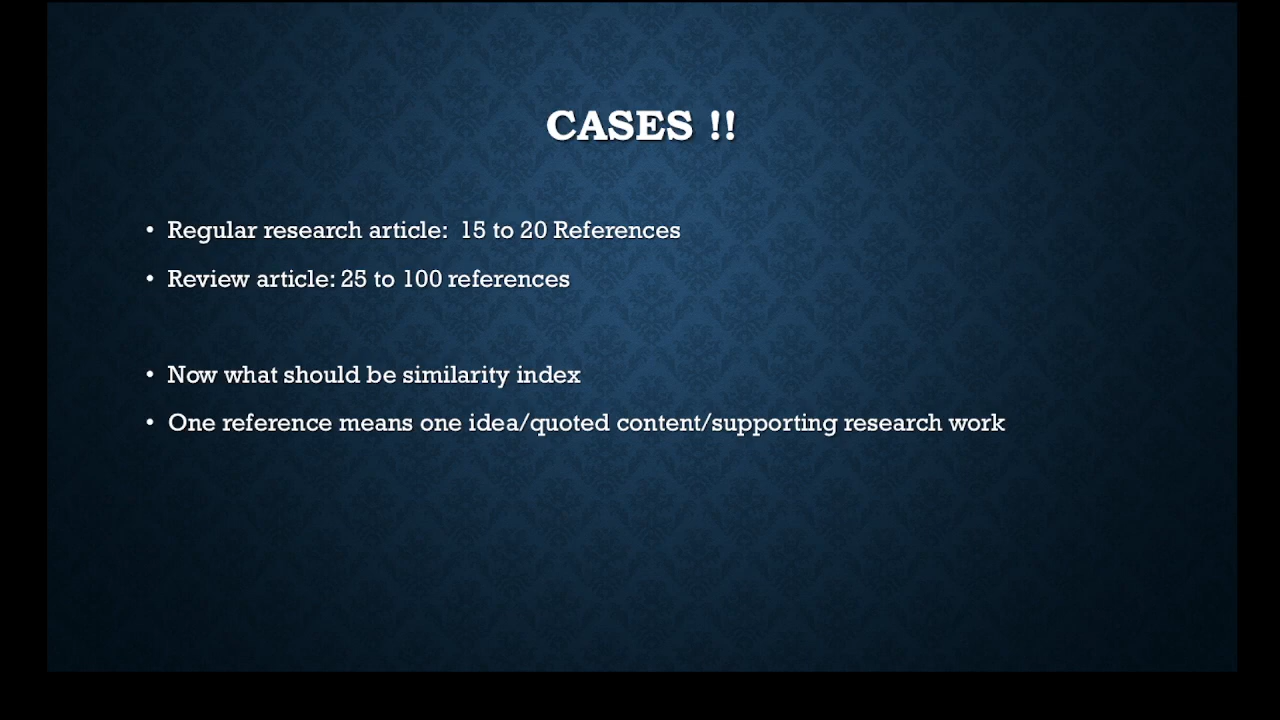 CASES !!
• Regular research article:  15 to 20 References
• Review article: 25 to 100 references
• Now what should be similarity index
• One reference means one idea/quoted content/supporting research work